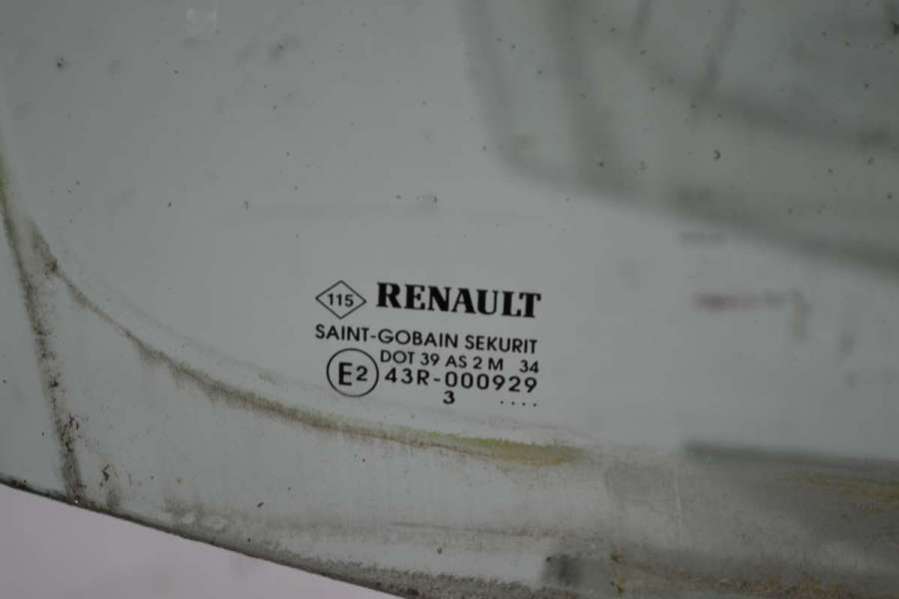 115 RENAULT
SAINT-GOBAIN SEKURIT
DOT 39 AS 2 M 34
E2 43R-000929
3 ....